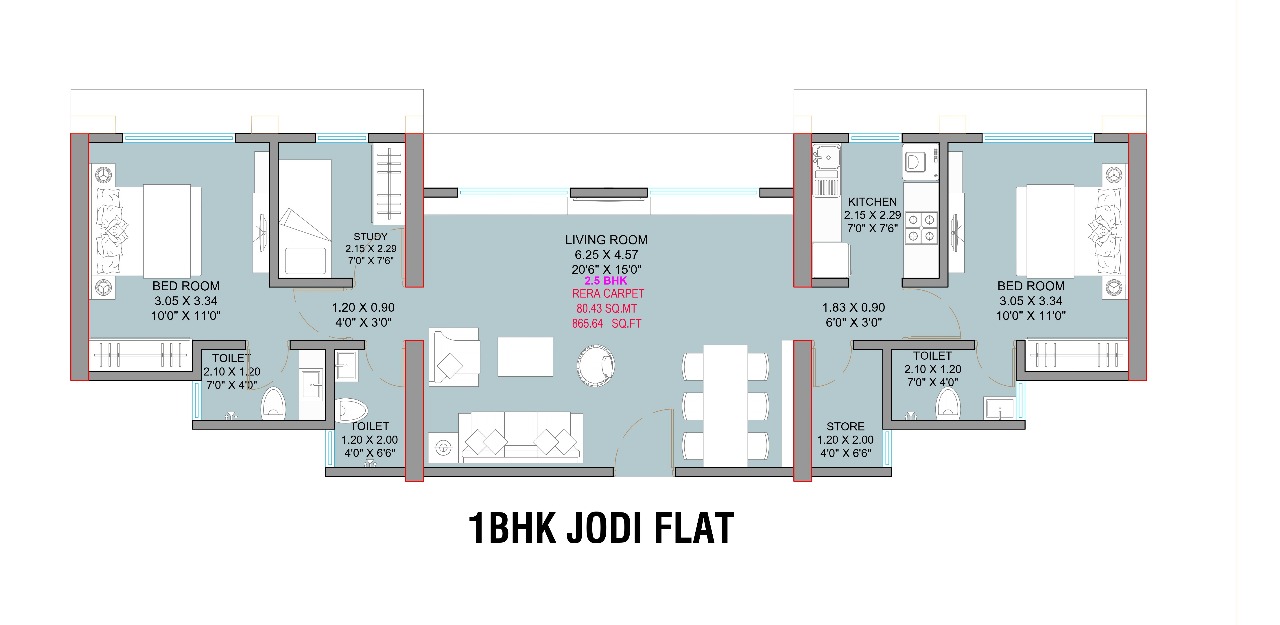 BED ROOM
3.05 X 3.34
10'0" X 11'0"
STUDY
2.15 X 2.29
7'0" X 7'6"
1.20 X 0.90
4'0" X 3'0"
TOILET
2.10 X 1.20
7'0" X 4'0"
TOILET
1.20 X 2.00
4'0" X 6'6"
LIVING ROOM
6.25 X 4.57
20'6" X 15'0"
2.5 BHK
RERA CARPET
80.43 SQ.MT
865.64 SQ.FT
KITCHEN
2.15 X 2.29
7'0" X 7'6"
1.83 X 0.90
6'0" X 3'0"
BED ROOM
3.05 X 3.34
10'0" X 11'0"
TOILET
2.10 X 1.20
7'0" X 4'0"
STORE
1.20 X 2.00
4'0" X 6'6"
1BHK JODI FLAT